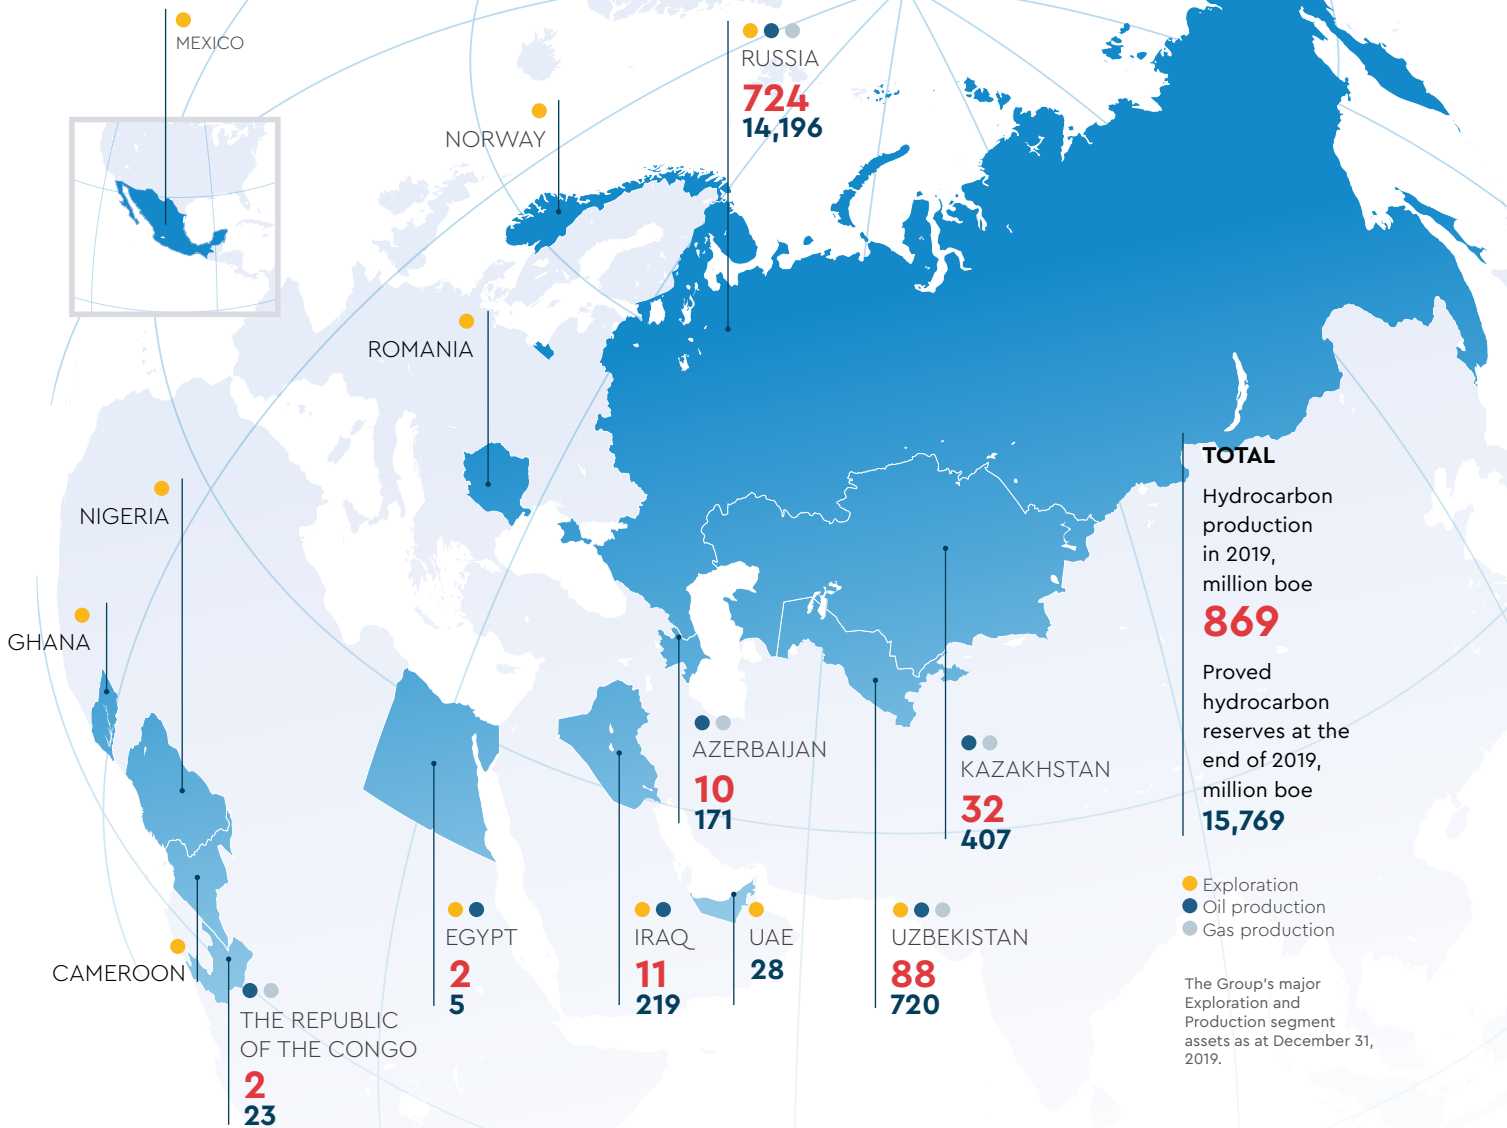 MEXICO
RUSSIA
724
14,196
NORWAY
ROMANIA
NIGERIA
GHANA
CAMEROON
THE REPUBLIC
OF THE CONGO
2
23
EGYPT
2
5
IRAQ
11
219
UAE
28
AZERBAIJAN
10
171
UZBEKISTAN
88
720
KAZAKHSTAN
32
407
TOTAL
Hydrocarbon
production
in 2019,
million boe
869
Proved
hydrocarbon
reserves at the
end of 2019,
million boe
15,769
Exploration
Oil production
Gas production
The Group's major
Exploration and
Production segment
assets as at December 31,
2019.